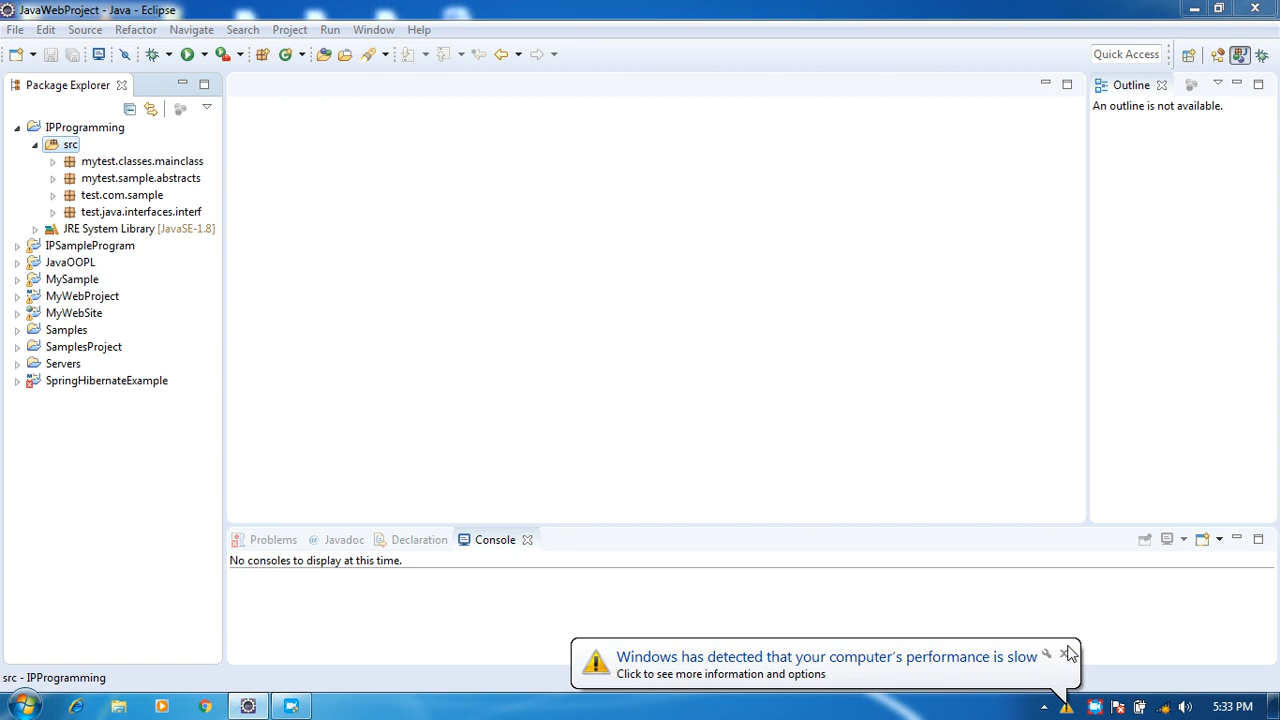 JavaWebProject - Java - Eclipse
File Edit Source Refactor Navigate Search Project Run Window Help
Quick Access
Package Explorer
Outline
An outline is not available.
IPProgramming
src
mytest.classes.mainclass
mytest.sample.abstracts
test.com.sample
test.java.interfaces.interf
JRE System Library [JavaSE-1.8]
IPSampleProgram
JavaOOPL
MySample
MyWebProject
MyWebSite
Samples
SamplesProject
Servers
SpringHibernateExample
Problems @ Javadoc Declaration Console
No consoles to display at this time.
Windows has detected that your computer's performance is slow
Click to see more information and options
src - IPProgramming
5:33 PM